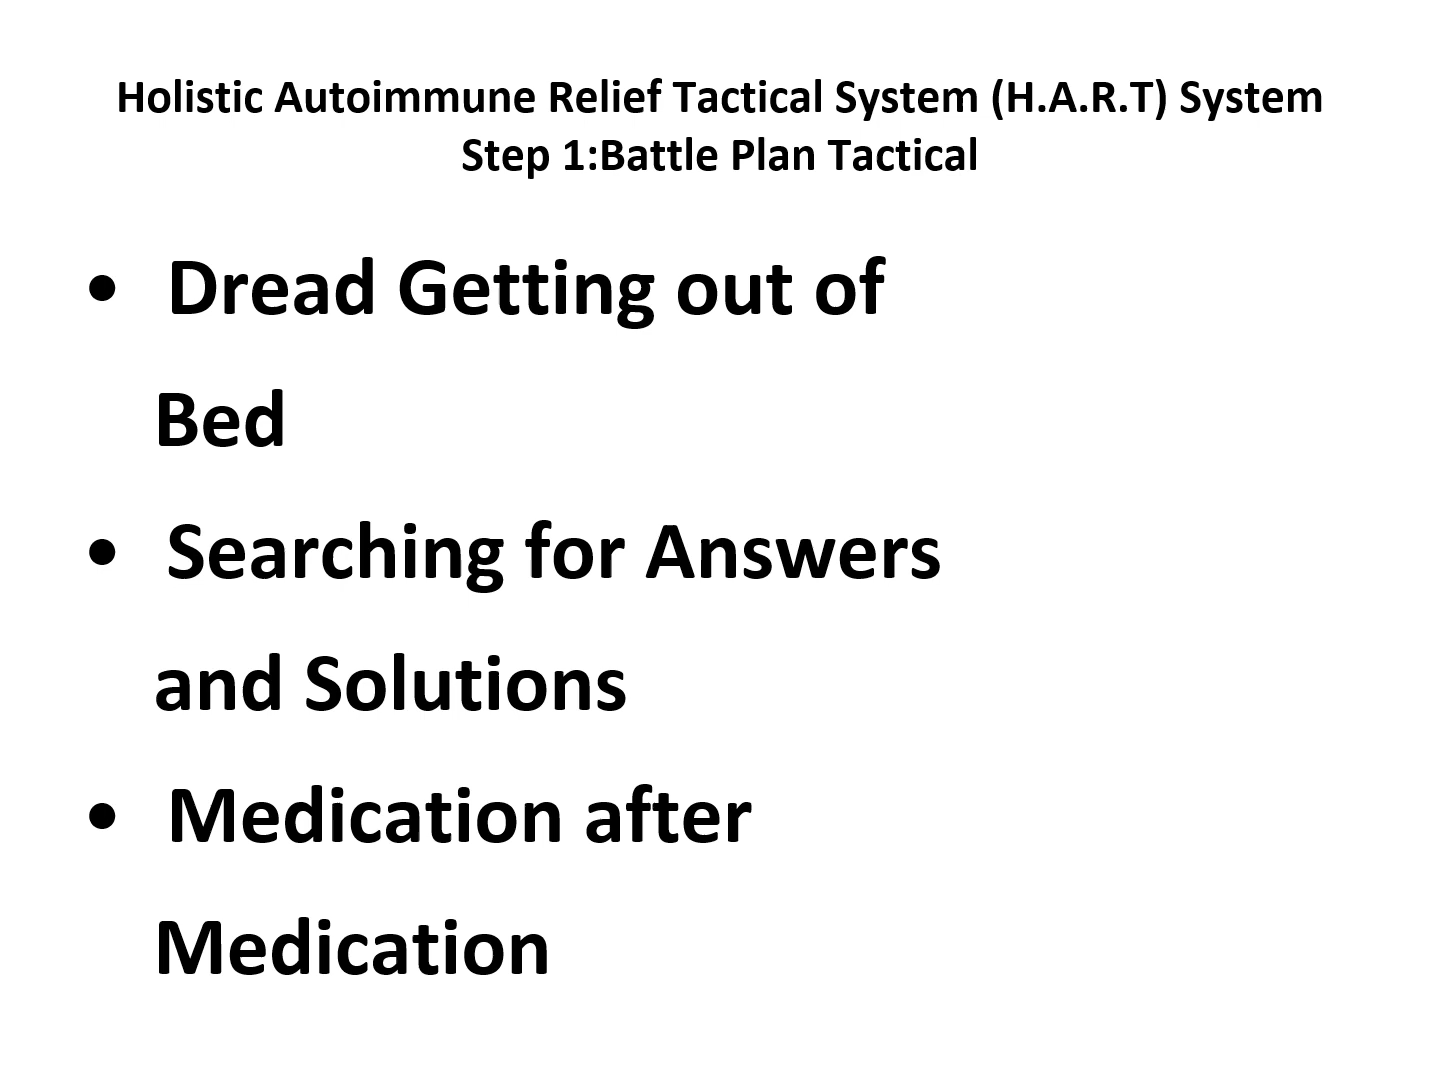 Holistic Autoimmune Relief Tactical System (H.A.R.T) System
Step 1:Battle Plan Tactical
• Dread Getting out of
Bed
• Searching for Answers
and Solutions
• Medication after
Medication